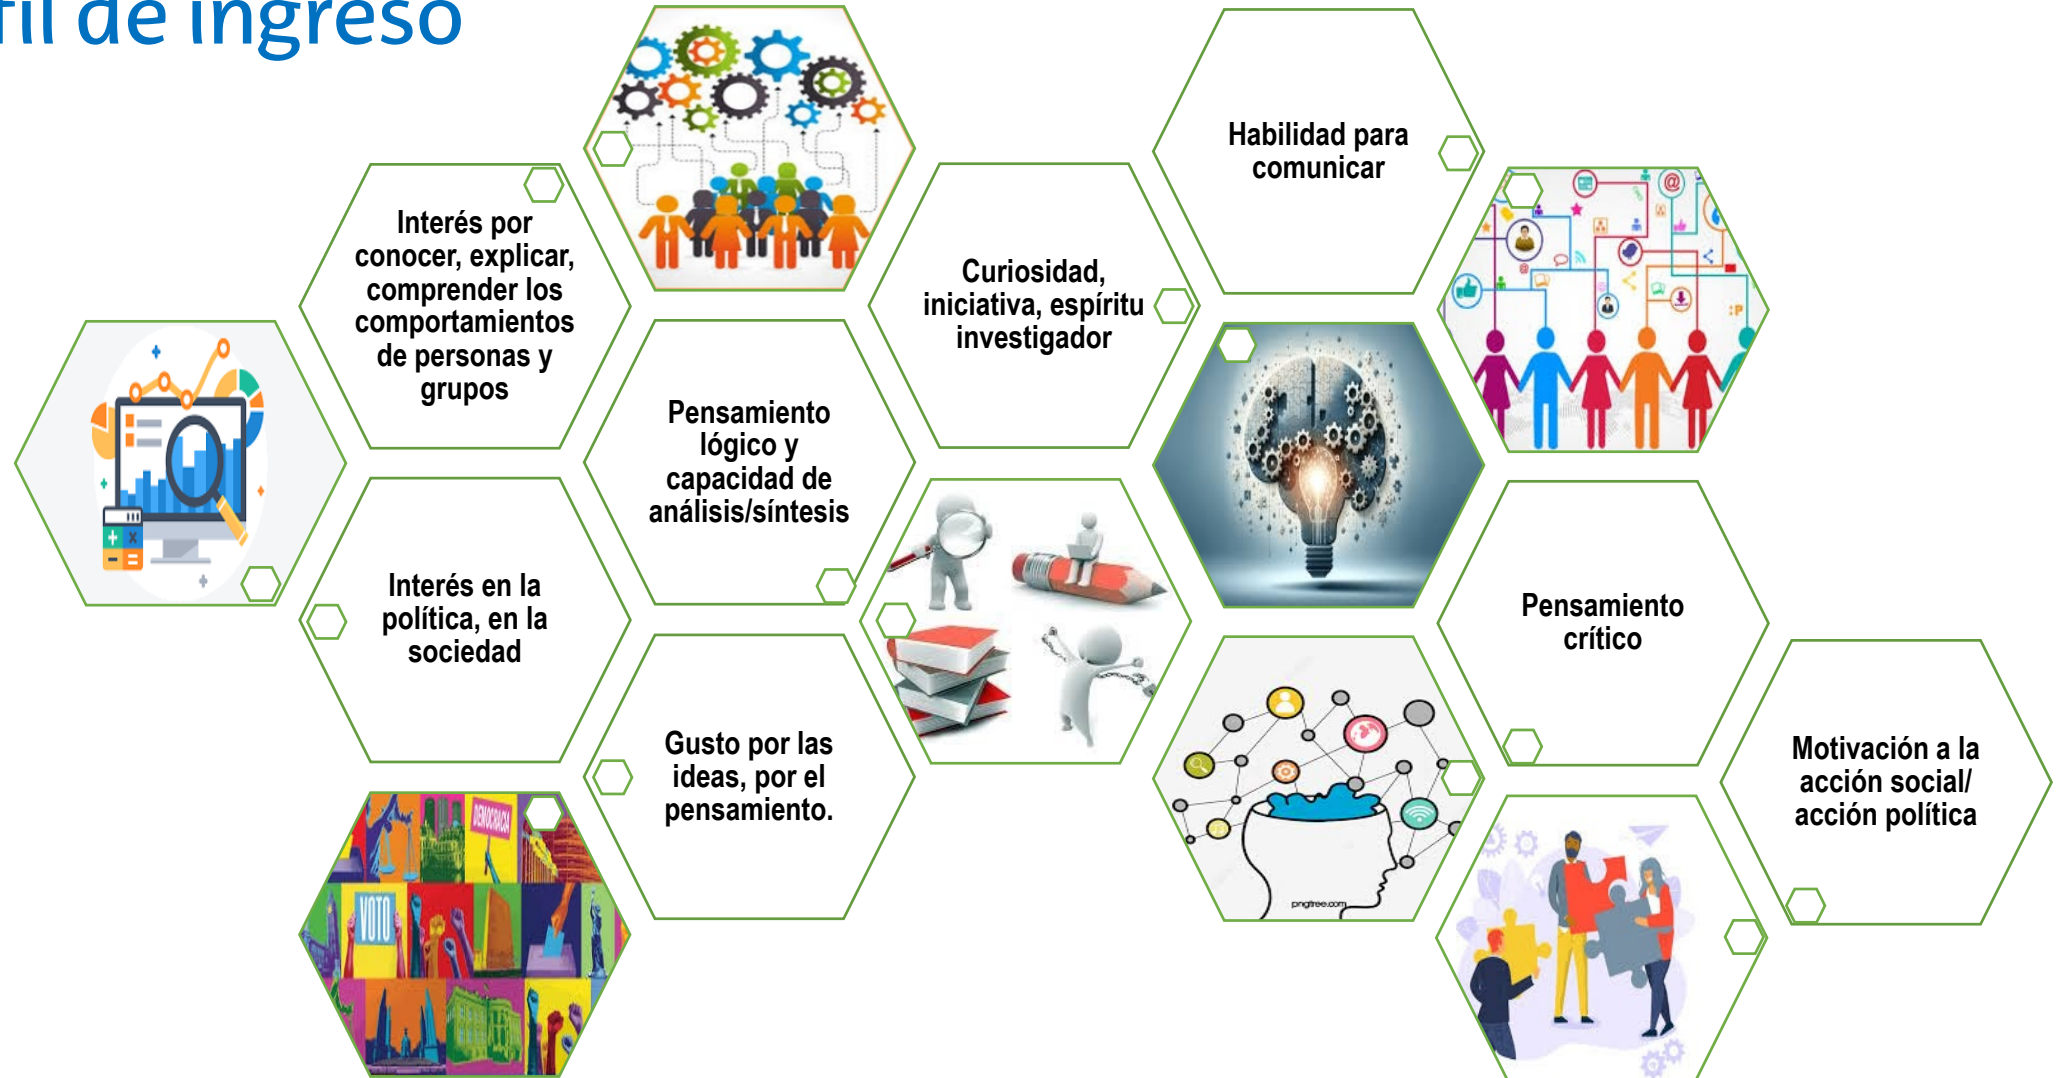 fil de ingreso
Interés por
conocer, explicar,
comprender los
comportamientos
de personas y
grupos
Interés en la
política, en la
sociedad
Pensamiento
lógico y
capacidad de
análisis/síntesis
Gusto por las
ideas, por el
pensamiento.
Curiosidad,
iniciativa, espíritu
investigador
Habilidad para
comunicar
Pensamiento
crítico
Motivación a la
acción social/
acción política
DEMOCRACIA
VOTO
pngtree.com
@
@
@
:P